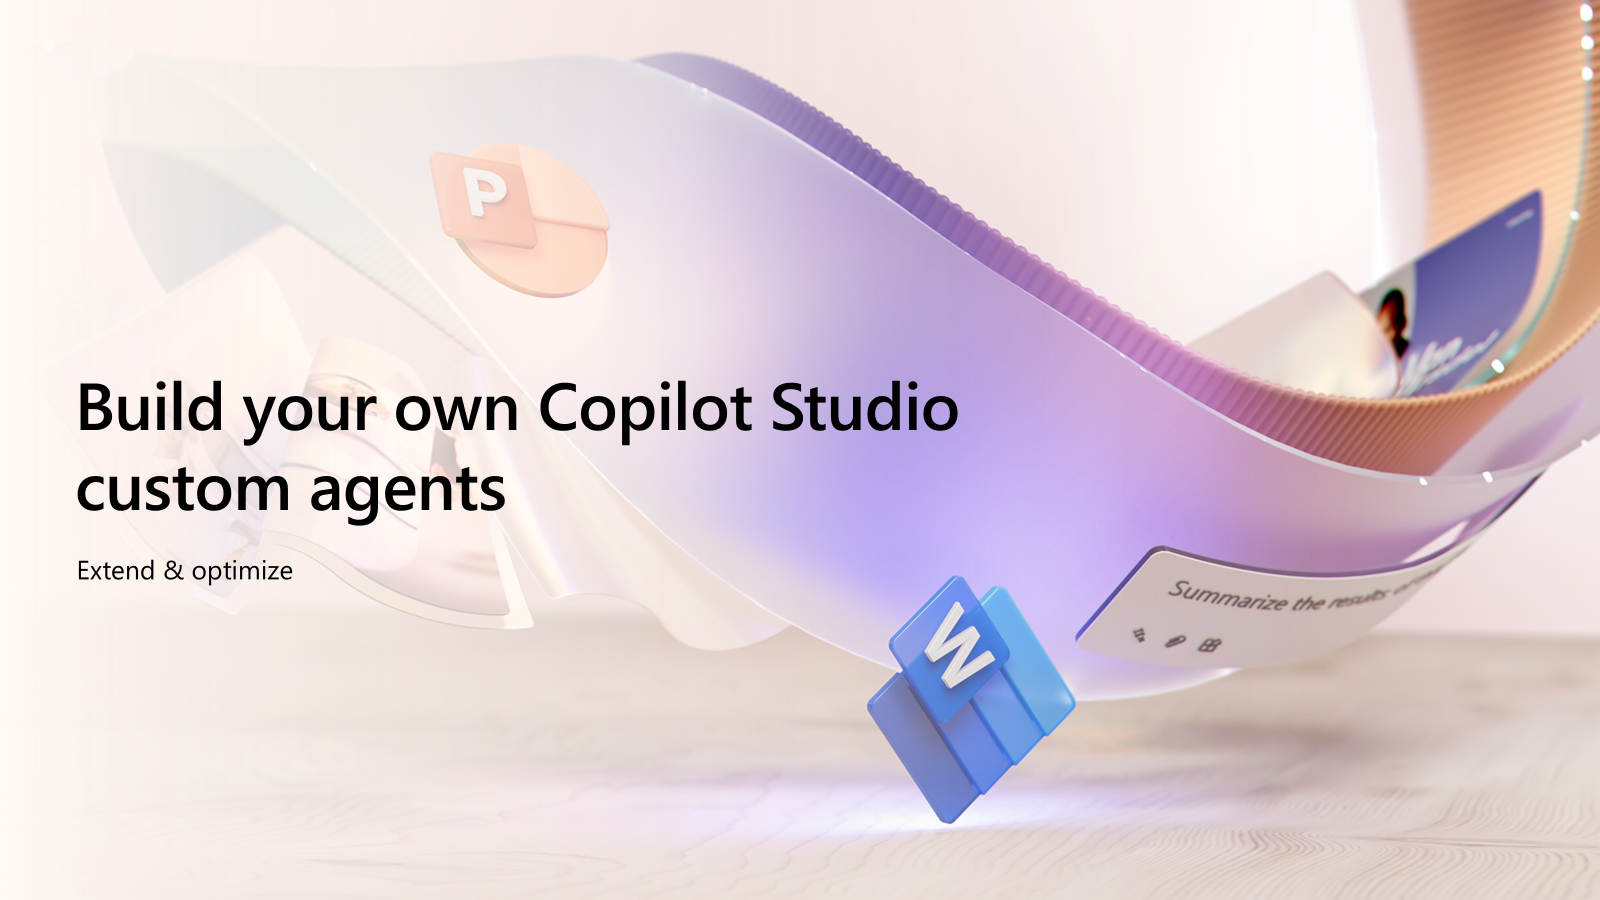 P
Build your own Copilot Studio
custom agents
Extend & optimize
W
Summarize the results